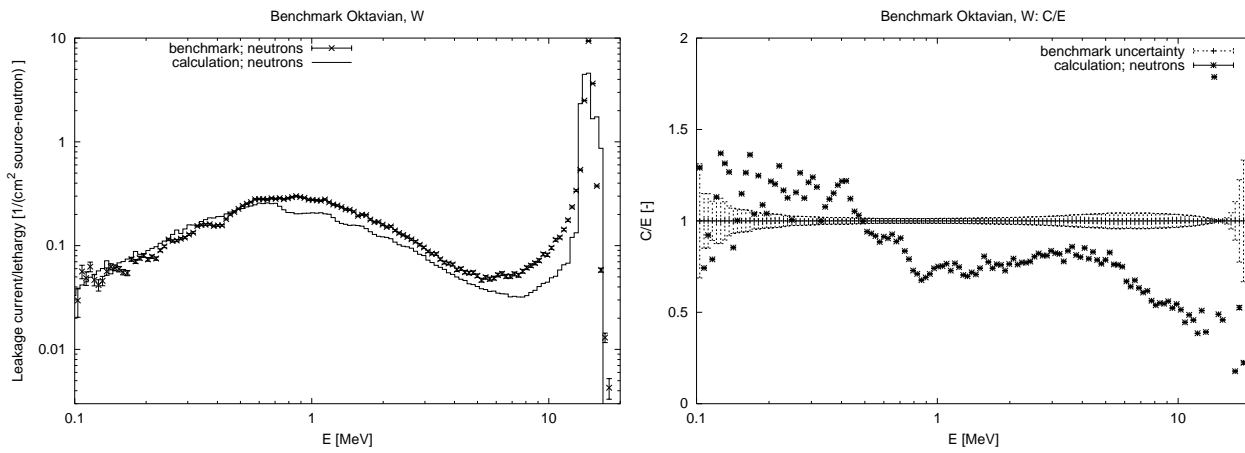 Benchmark Oktavian, W
benchmark; neutrons
calculation; neutrons
Leakage current/lethargy [1/(cm² source-neutron) ]
10
1
0.1
0.01
0.1
1
10
E [MeV]
Benchmark Oktavian, W: C/E
benchmark uncertainty
calculation; neutrons
C/E [-]
2
1.5
1
0.5
0
0.1
1
10
E [MeV]